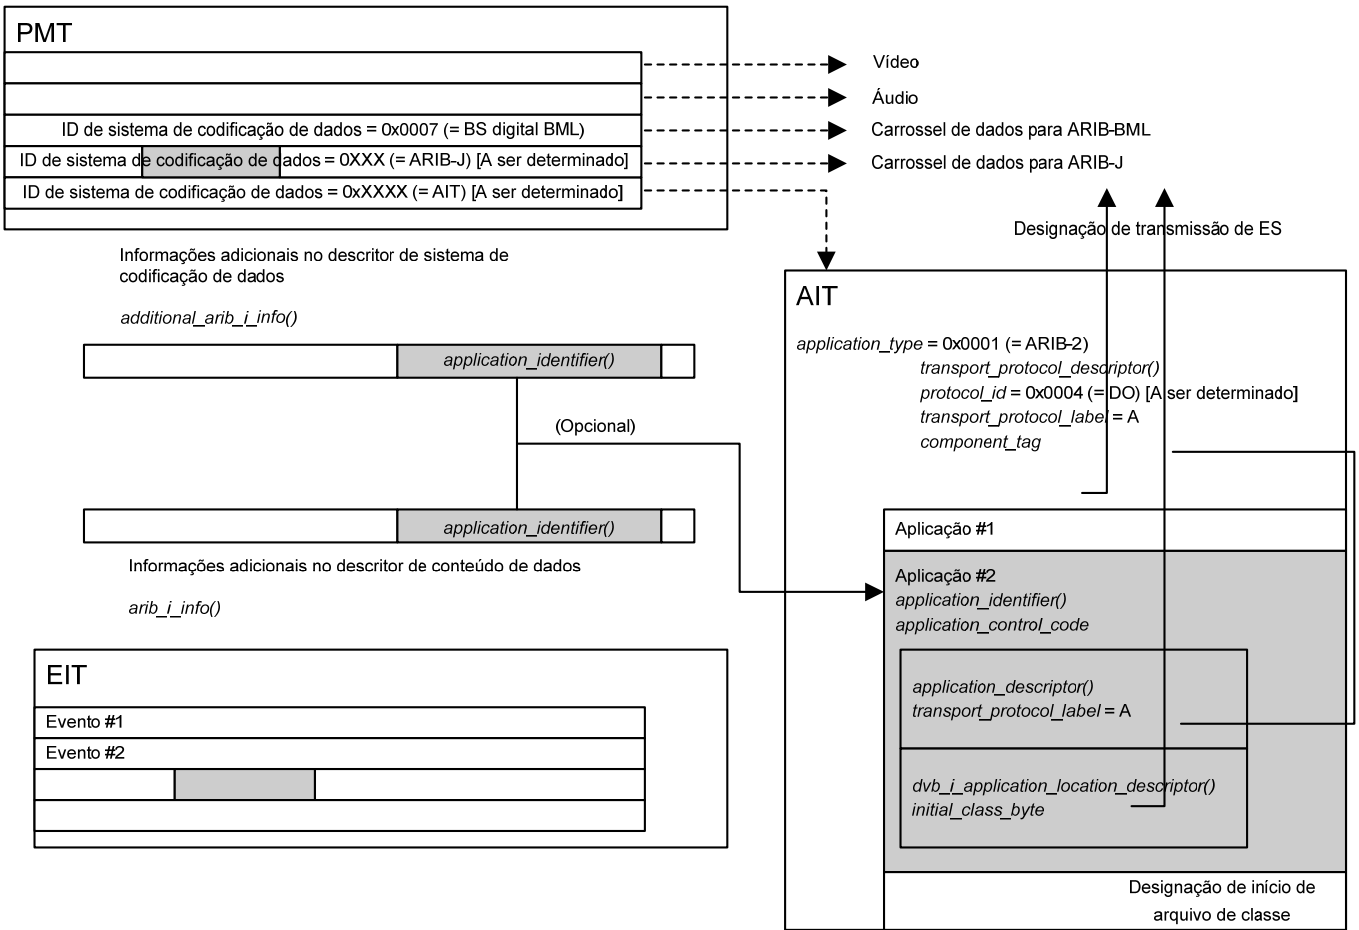 PMT
Vídeo
Áudio
ID de sistema de codificação de dados = 0x0007 (= BS digital BML)
Carrossel de dados para ARIB-BML
ID de sistema de codificação de dados = 0XXX (= ARIB-J) [A ser determinado]
Carrossel de dados para ARIB-J
ID de sistema de codificação de dados = 0xXXXX (= AIT) [A ser determinado]
Designação de transmissão de ES
Informações adicionais no descritor de sistema de
codificação de dados
additional_arib_i_info()
application_identifier()
(Opcional)
application_identifier()
Informações adicionais no descritor de conteúdo de dados
arib_i_info()
EIT
Evento #1
Evento #2
AIT
application_type = 0x0001 (= ARIB-2)
transport_protocol_descriptor()
protocol_id = 0x0004 (= DO) [A ser determinado]
transport_protocol_label = A
component_tag
Aplicação #1
Aplicação #2
application_identifier()
application_control_code
application_descriptor()
transport_protocol_label = A
dvb_i_application_location_descriptor()
initial_class_byte
Designação de início de
arquivo de classe